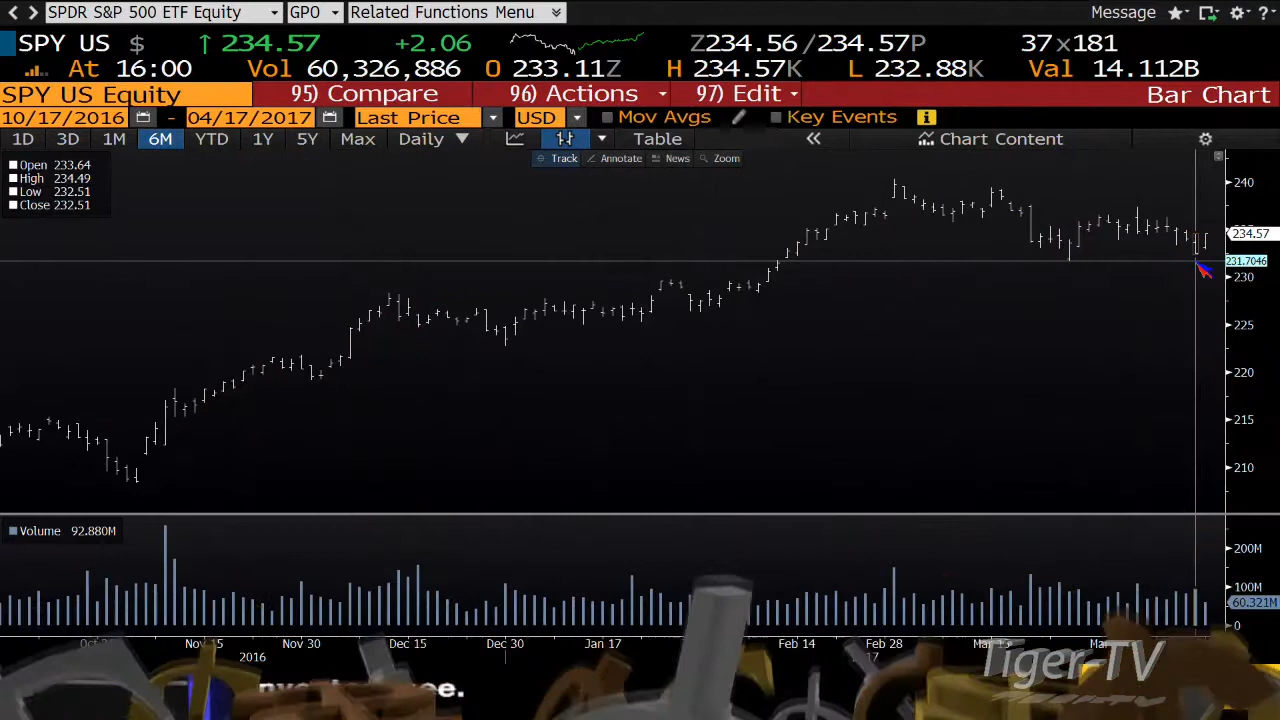 SPDR S&P 500 ETF Equity GPO Related Functions Menu Message ?
SPY US $ ↑ 234.57 +2.06 Z234.56/234.57P 37x181
At 16:00 Vol 60,326,886 O 233.11Z H 234.57K L 232.88K Val 14.112B
SPY US Equity 95) Compare 96) Actions 97) Edit Bar Chart
10/17/2016 - 04/17/2017 Last Price USD Mov Avgs Key Events i
1D 3D 1M 6M YTD 1Y 5Y Max Daily ▼ Table « Chart Content
Track Annotate News Zoom
Open 233.64
High 234.49
Low 232.51
Close 232.51
240
234.57
231.7046
230
225
220
215
210
Volume 92.880M
200M
100M
60.321M
0
Nov 15 Nov 30 Dec 15 Dec 30 Jan 17 Feb 14 Feb 28
2016 17
Tiger-TV